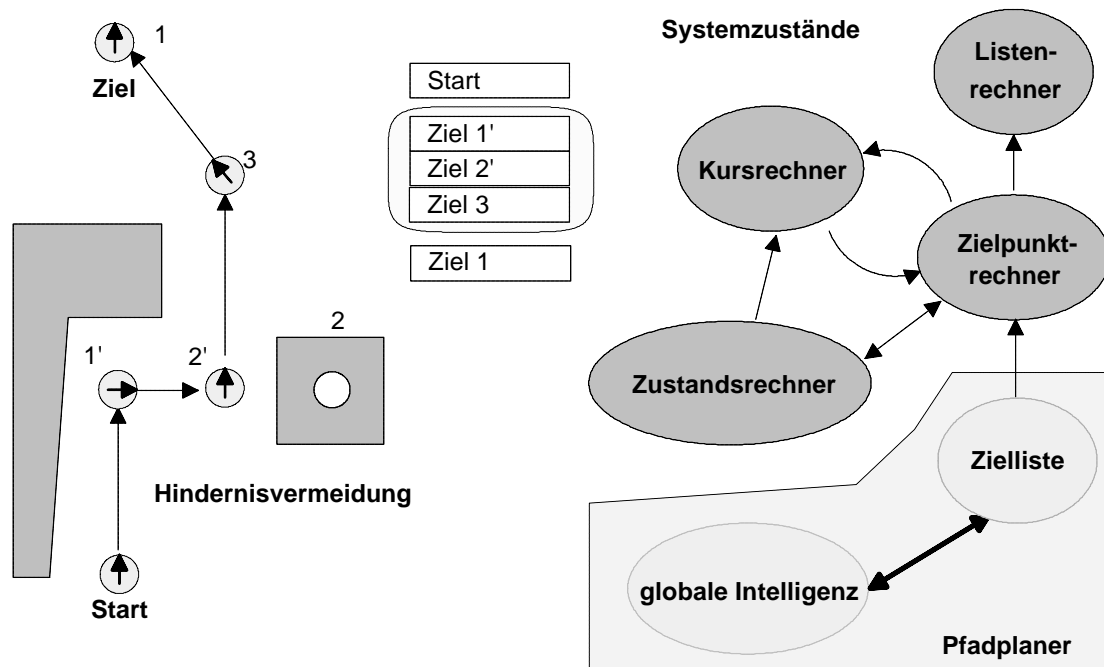 1
Ziel
3
1'
2'
2
Hindernisvermeidung
Start
Start
Ziel 1'
Ziel 2'
Ziel 3
Ziel 1
Systemzustände
Listen-
rechner
Kursrechner
Zielpunkt-
rechner
Zustandsrechner
Zielliste
globale Intelligenz
Pfadplaner